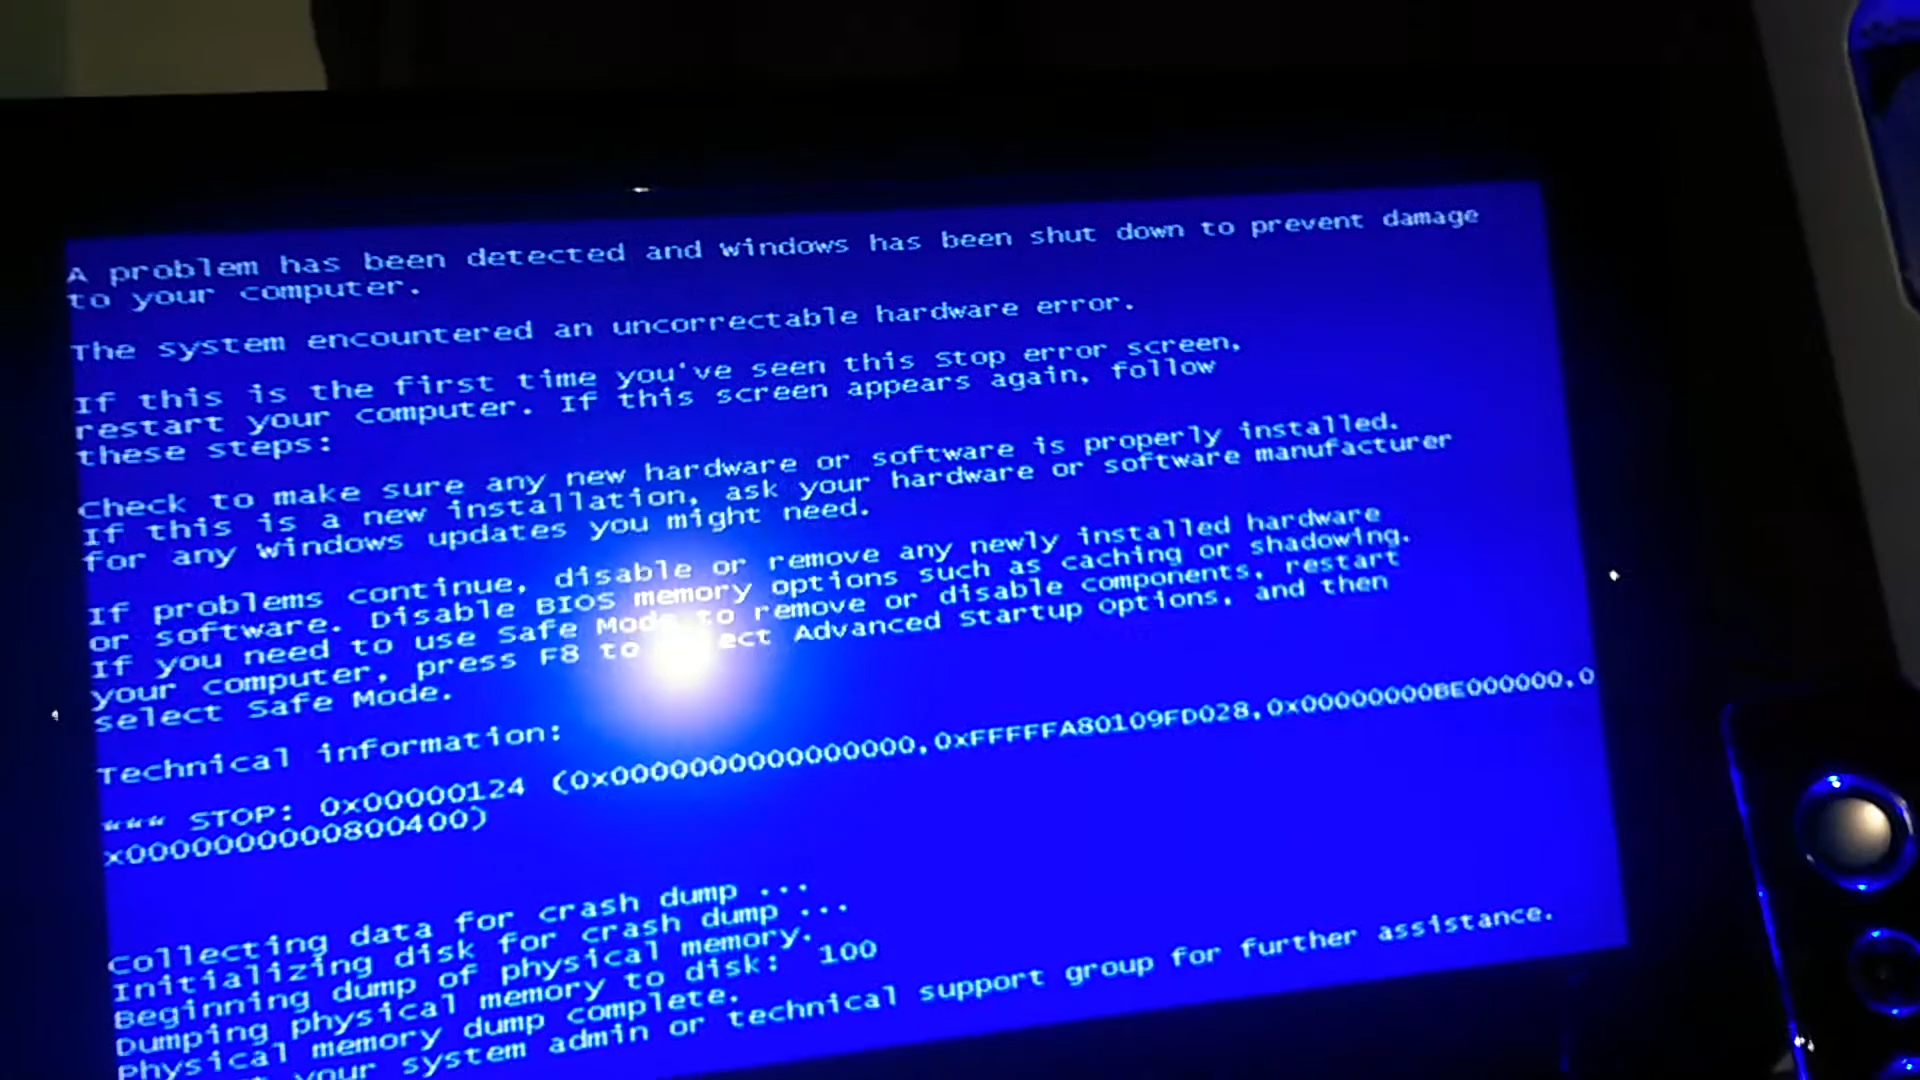 A problem has been detected and windows has been shut down to prevent damage
to your computer.
The system encountered an uncorrectable hardware error.
If this is the first time you've seen this Stop error screen,
restart your computer. If this screen appears again, follow
these steps:
Check to make sure any new hardware or software is properly installed.
If this is a new installation, ask your hardware or software manufacturer
for any windows updates you might need.
If problems continue, disable or remove any newly installed hardware
or software. Disable BIOS memory options such as caching or shadowing.
If you need to use Safe Mode to remove or disable components, restart
your computer, press F8 to select Advanced Startup Options, and then
select Safe Mode.
Technical information:
*** STOP: 0x00000124 (0x0000000000000000,0xFFFFFA80109FD028,0x00000000BE000000,0
x0000000000800400)
Collecting data for crash dump ...
Initializing disk for crash dump ...
Beginning dump of physical memory.
Dumping physical memory to disk: 100
Physical memory dump complete.
your system admin or technical support group for further assistance.